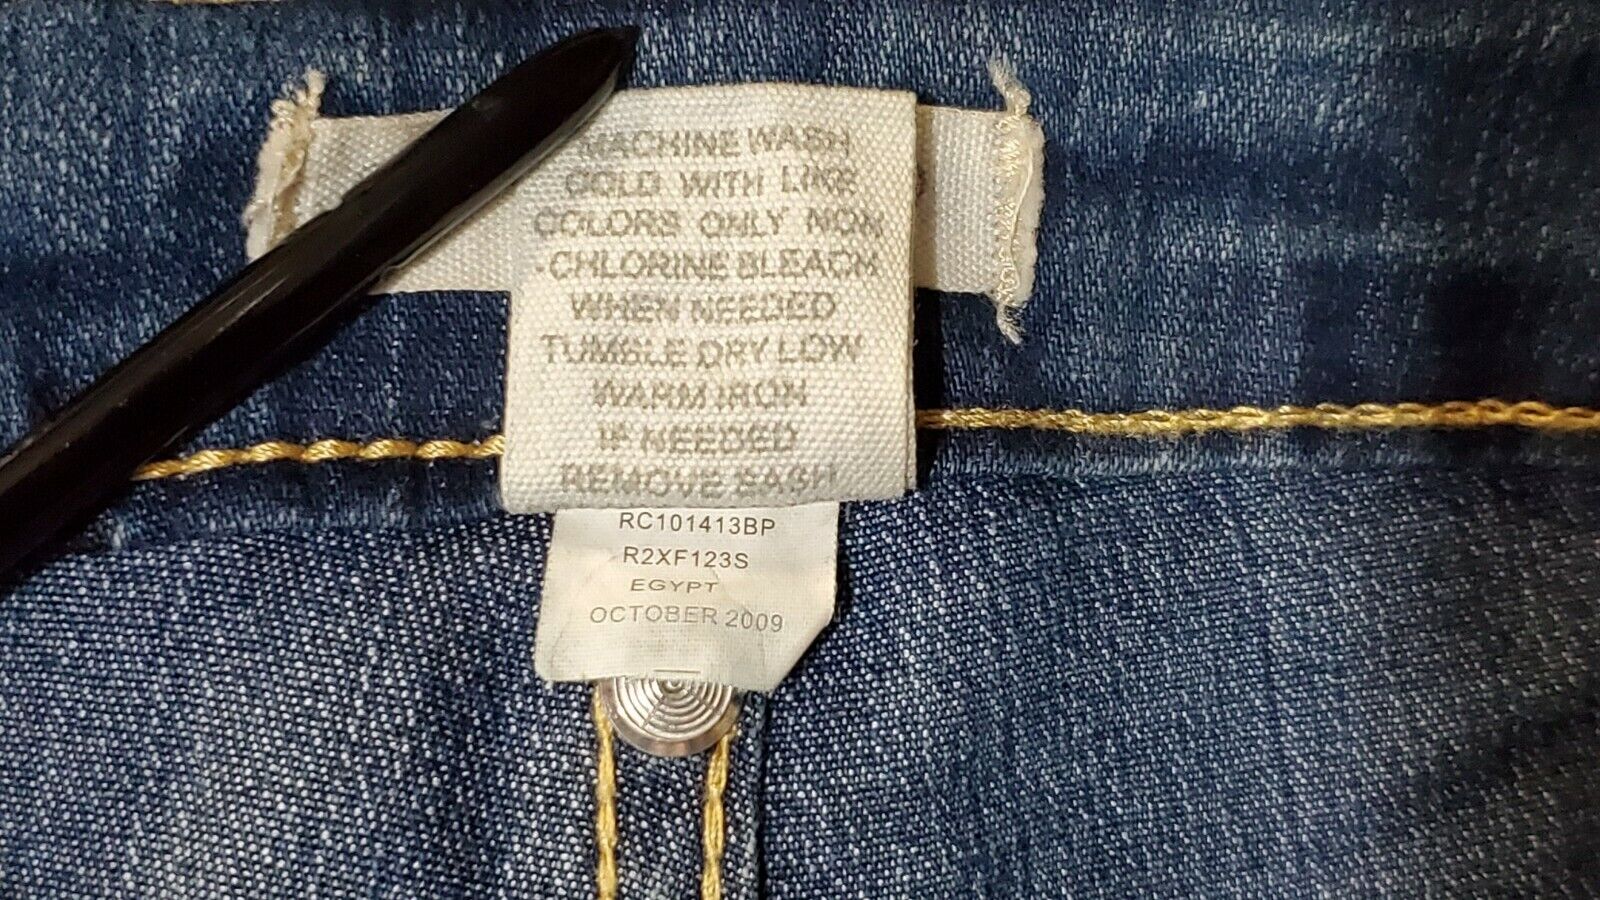 MACHINE WASH
COLD WITH LIKE
COLORS ONLY NON
-CHLORINE BLEACH
WHEN NEEDED
TUMBLE DRY LOW
WARM IRON
IF NEEDED
REMOVE SASH
RC101413BP
R2XF123S
EGYPT
OCTOBER 2009